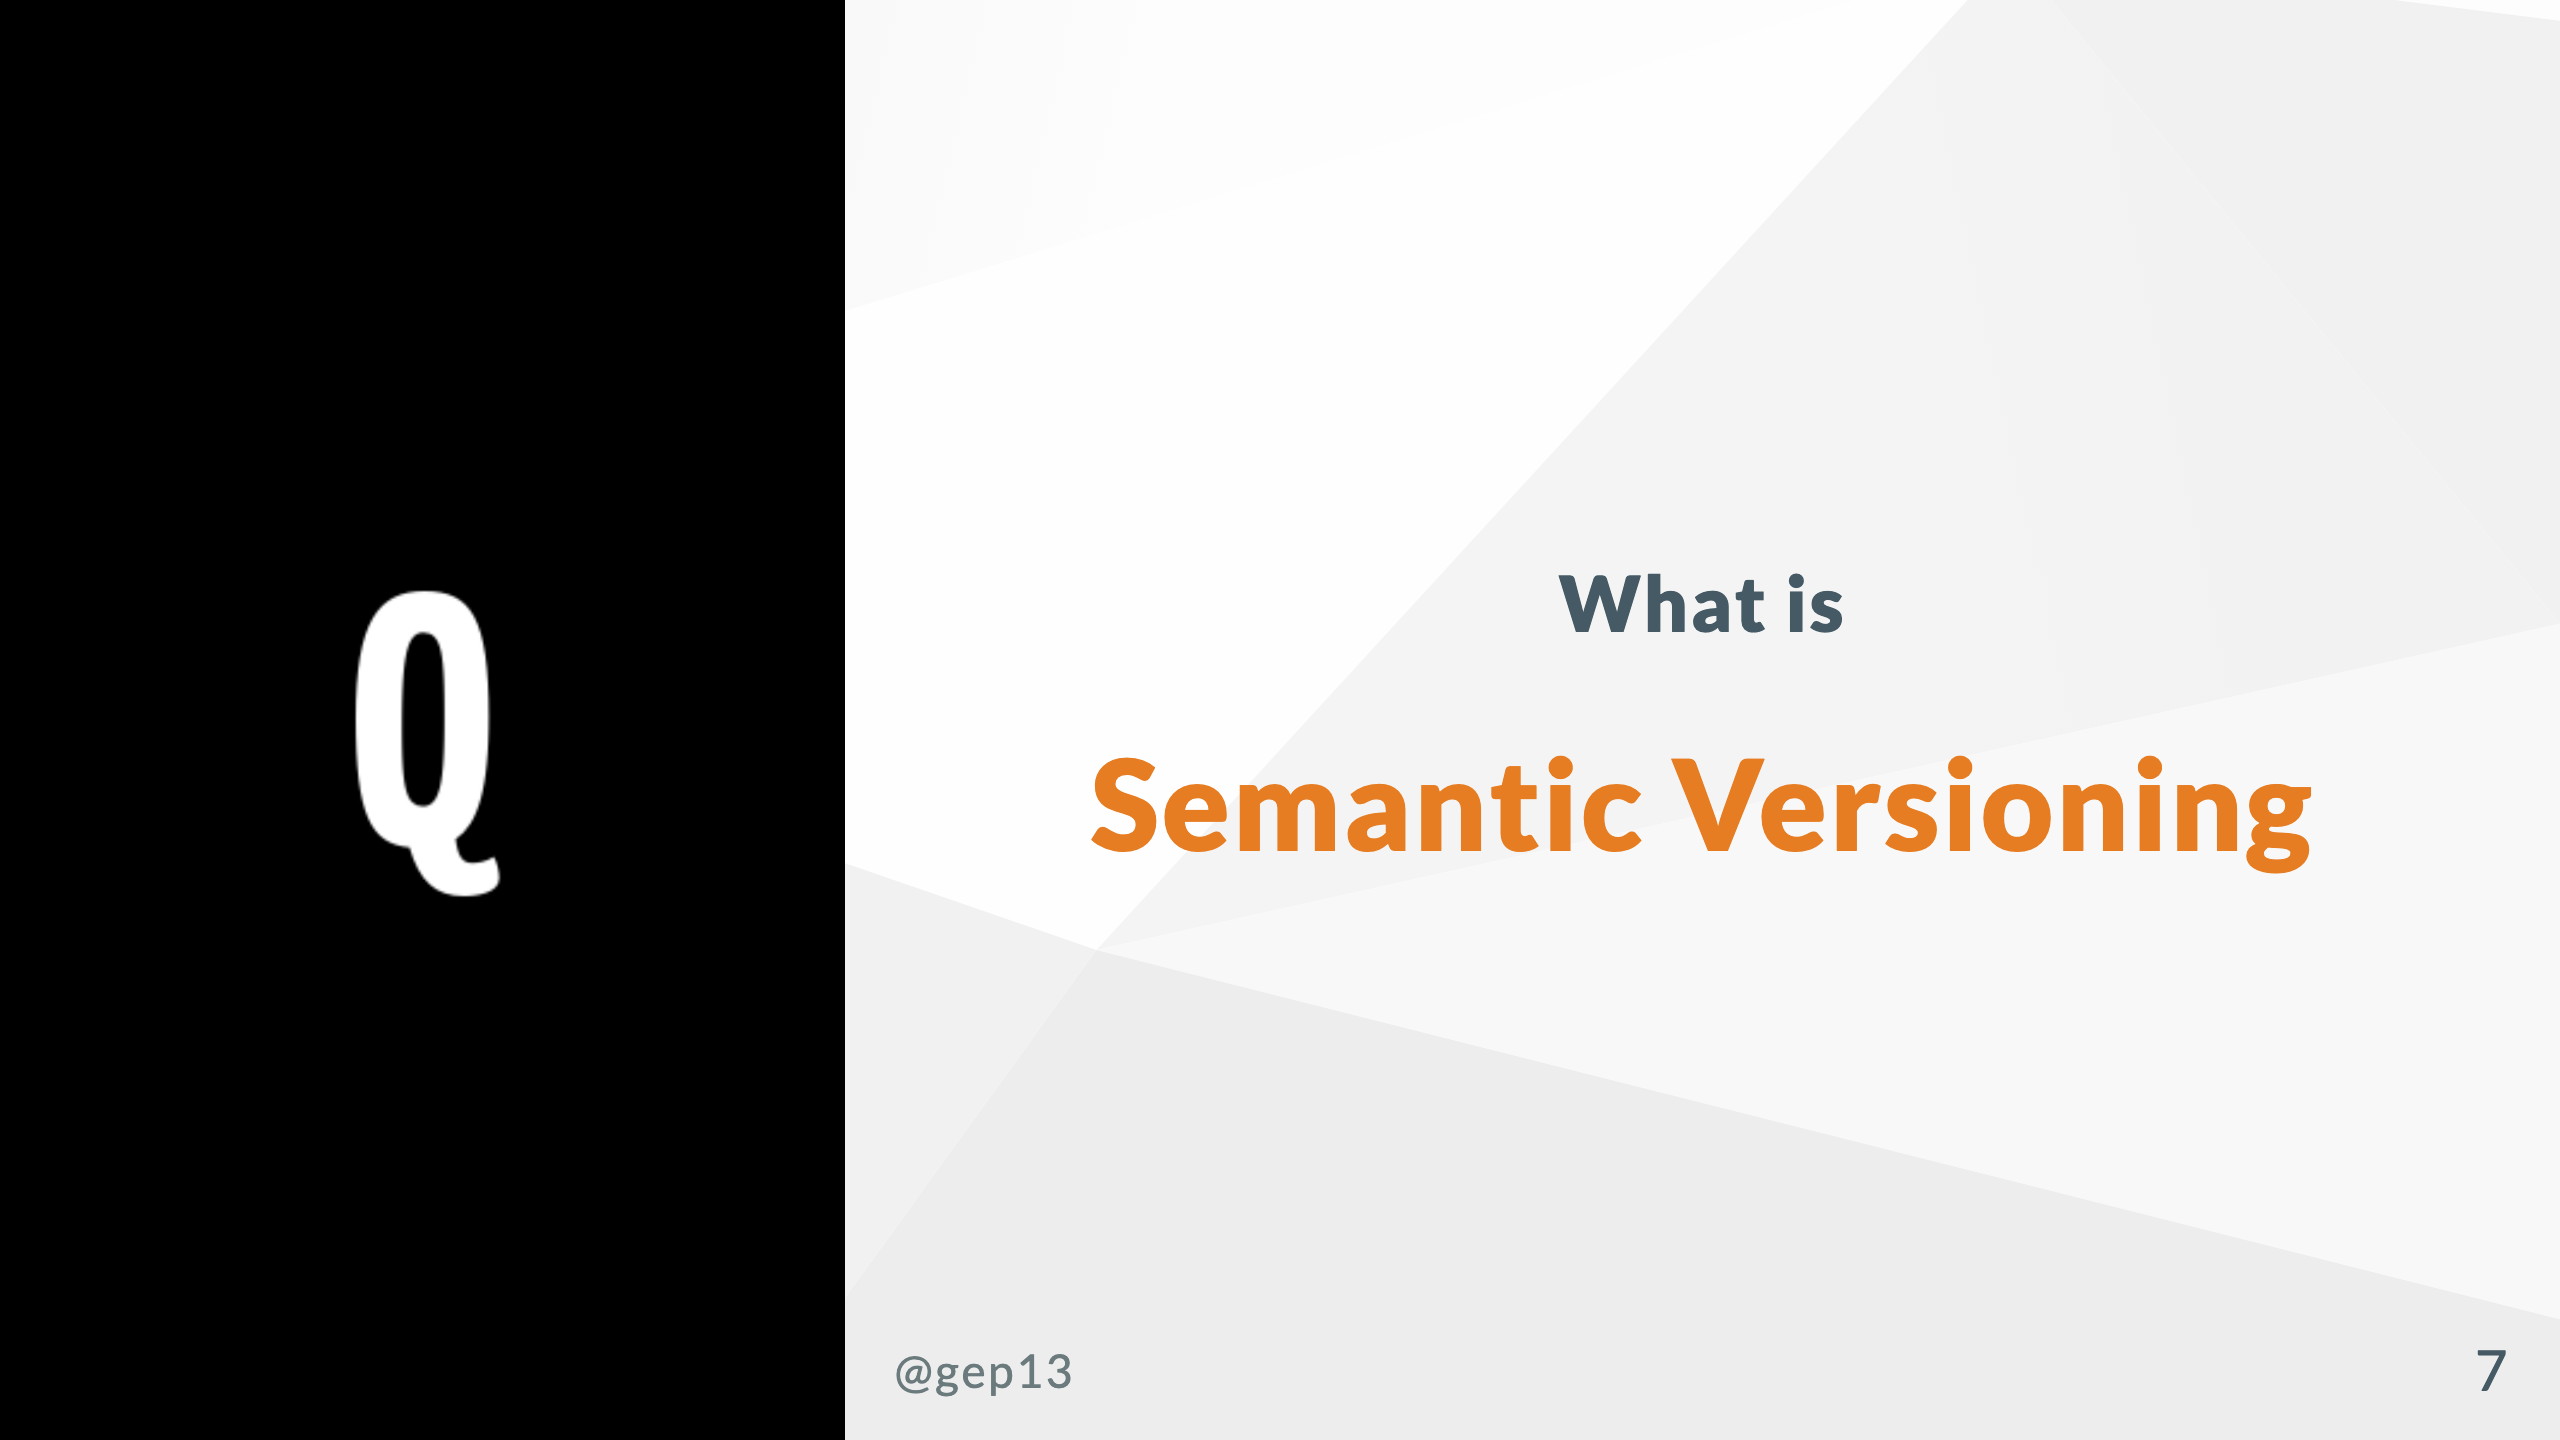 Q
What is
Semantic Versioning
@gep13
7